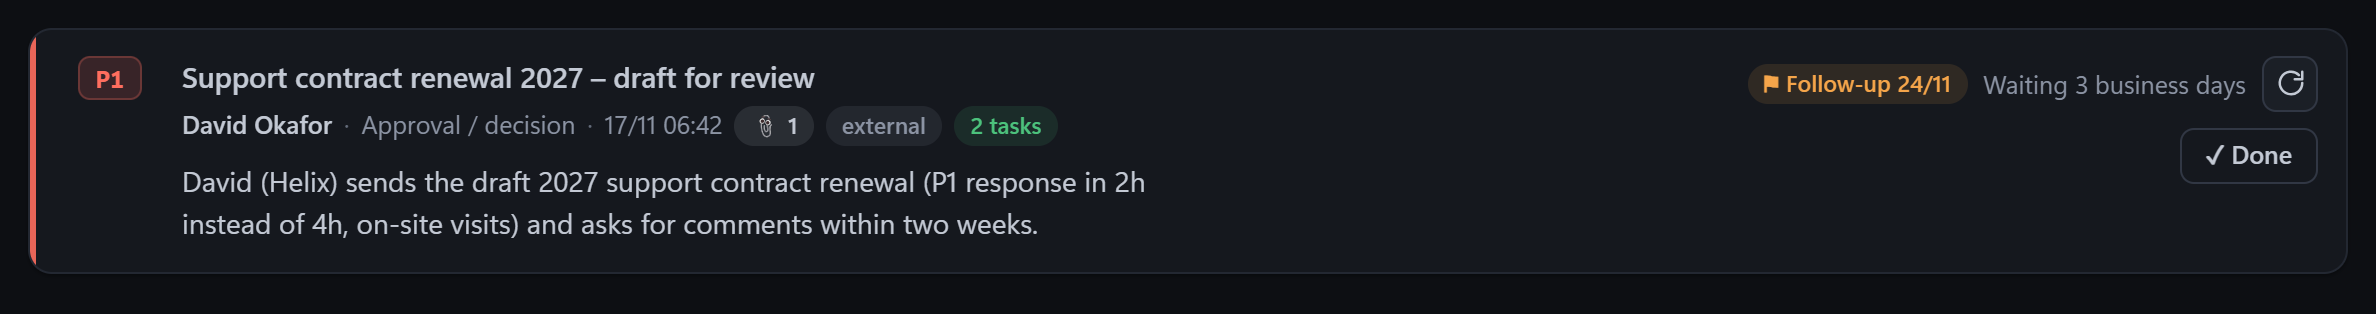 P1
Support contract renewal 2027 – draft for review
⚑ Follow-up 24/11 Waiting 3 business days
David Okafor · Approval / decision · 17/11 06:42 📎 1 external 2 tasks
✓ Done
David (Helix) sends the draft 2027 support contract renewal (P1 response in 2h
instead of 4h, on-site visits) and asks for comments within two weeks.